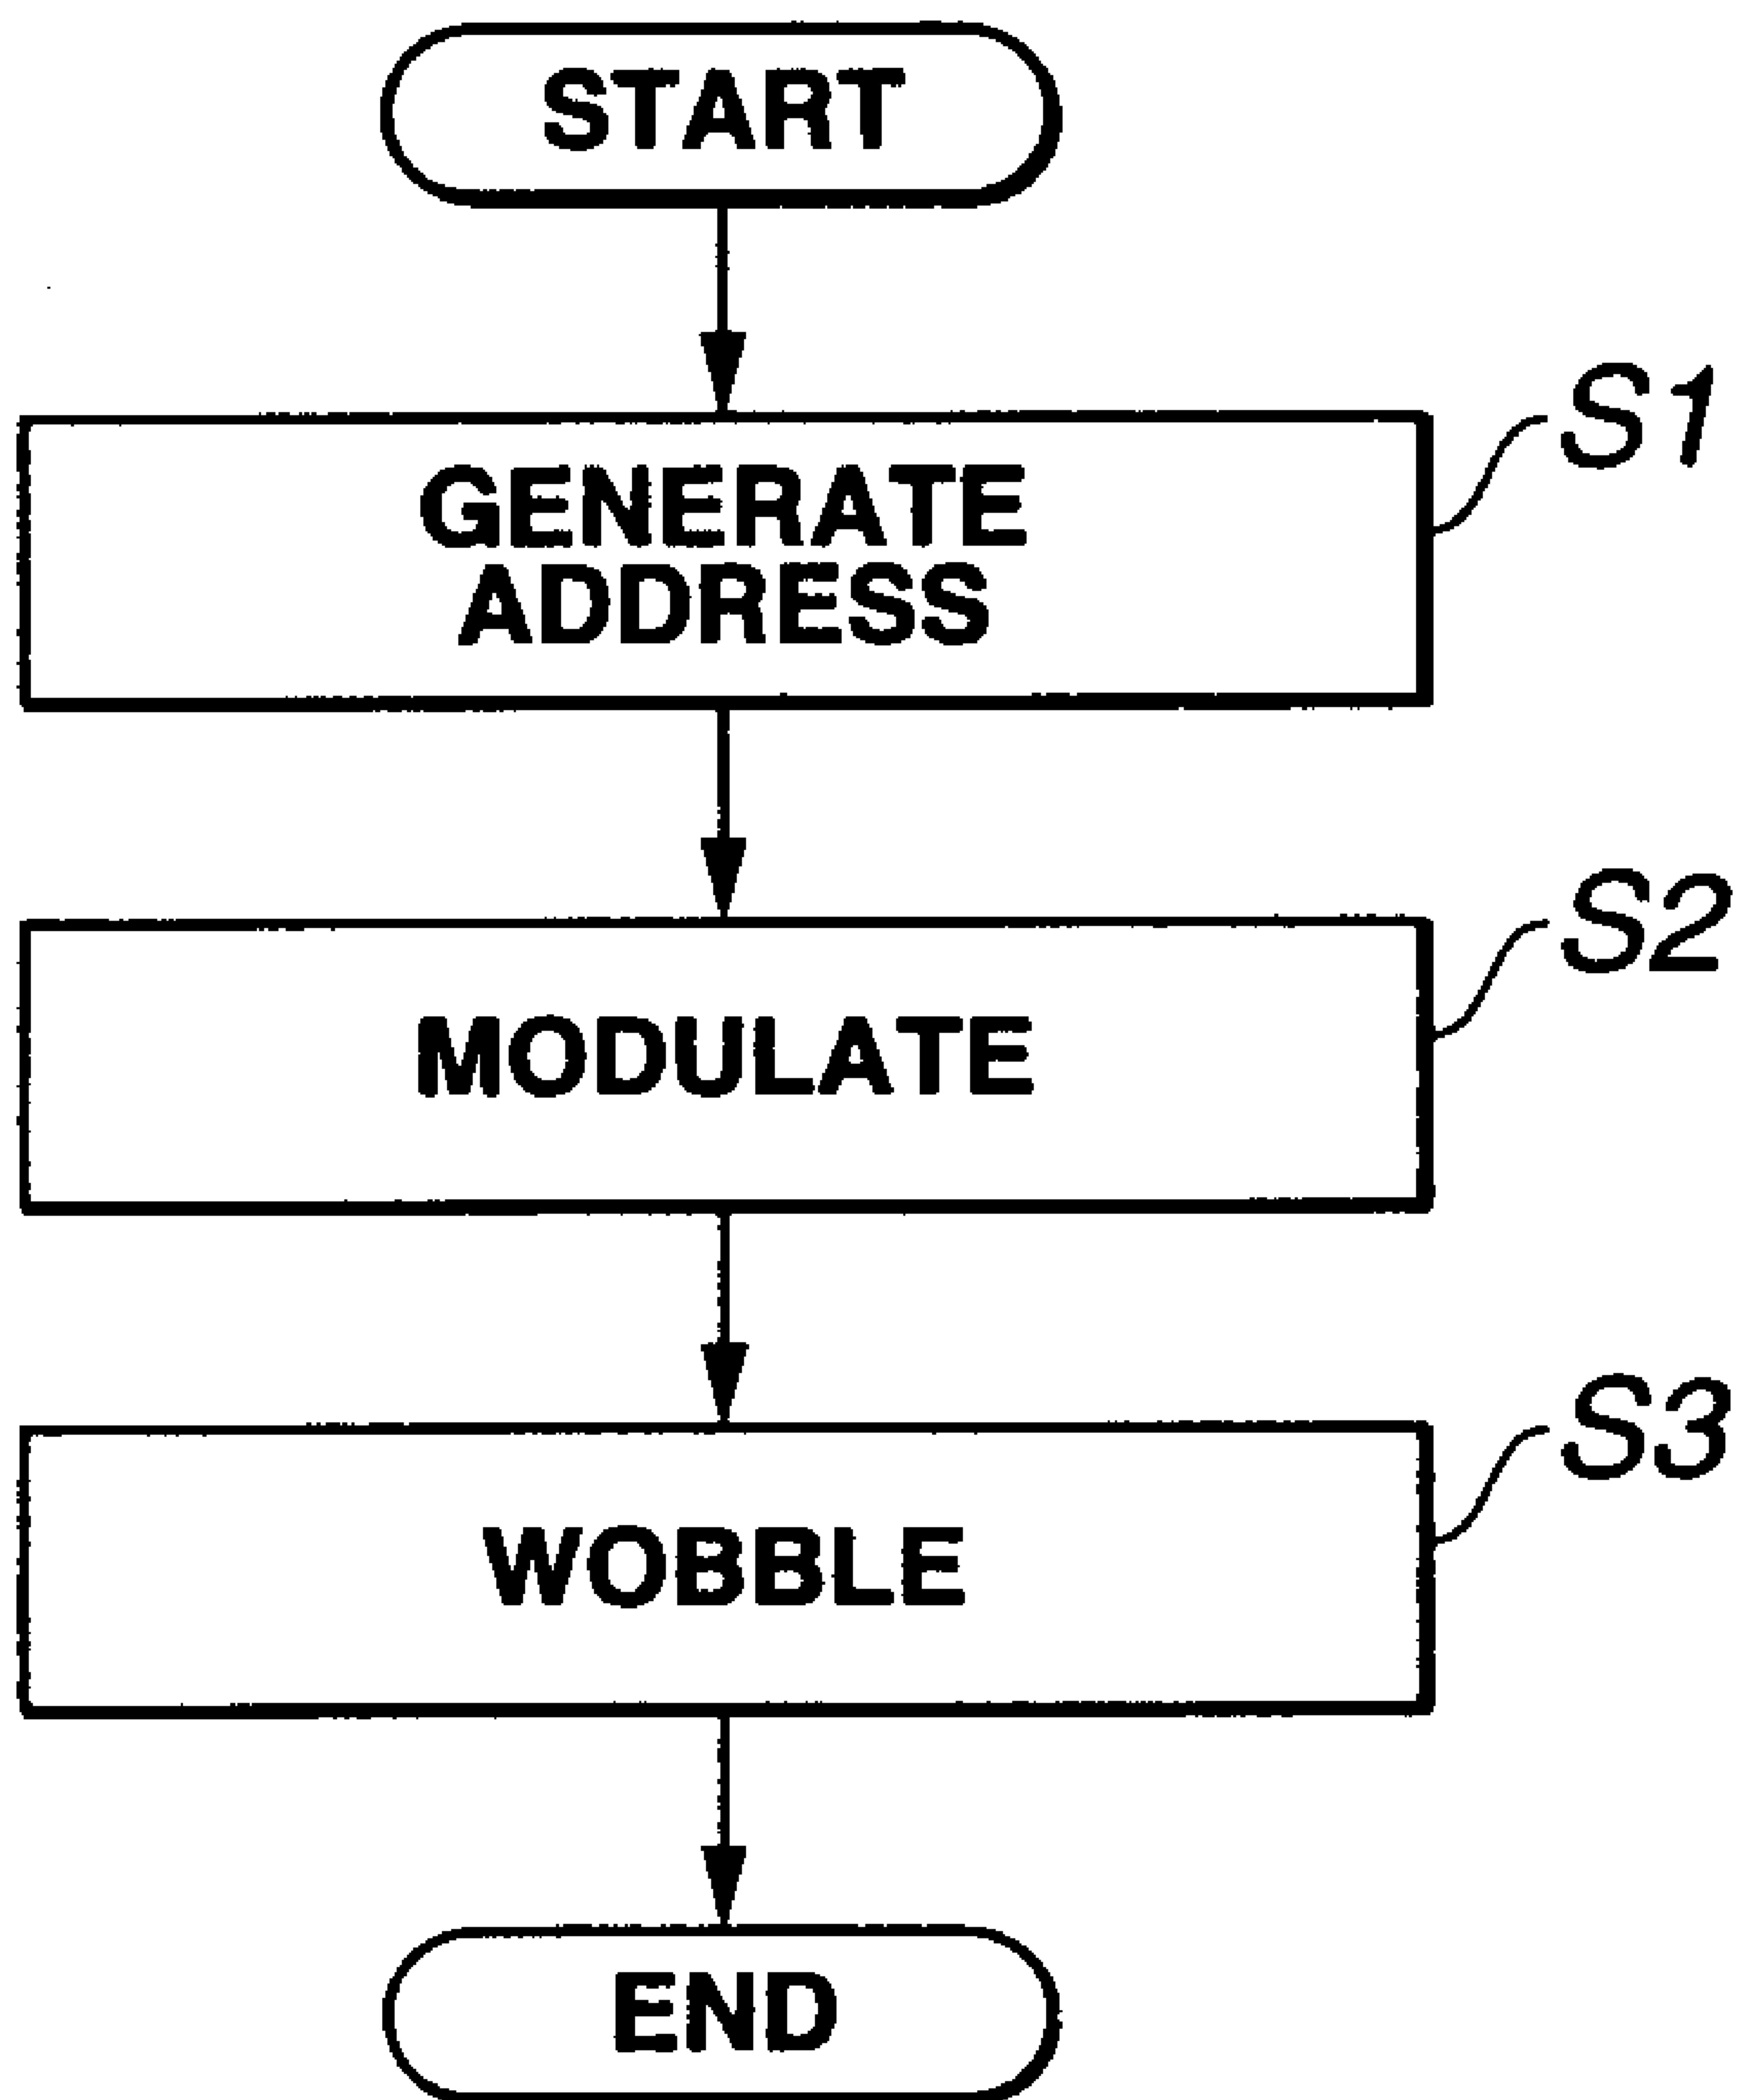 START
S1
GENERATE
ADDRESS
S2
MODULATE
S3
WOBBLE
END